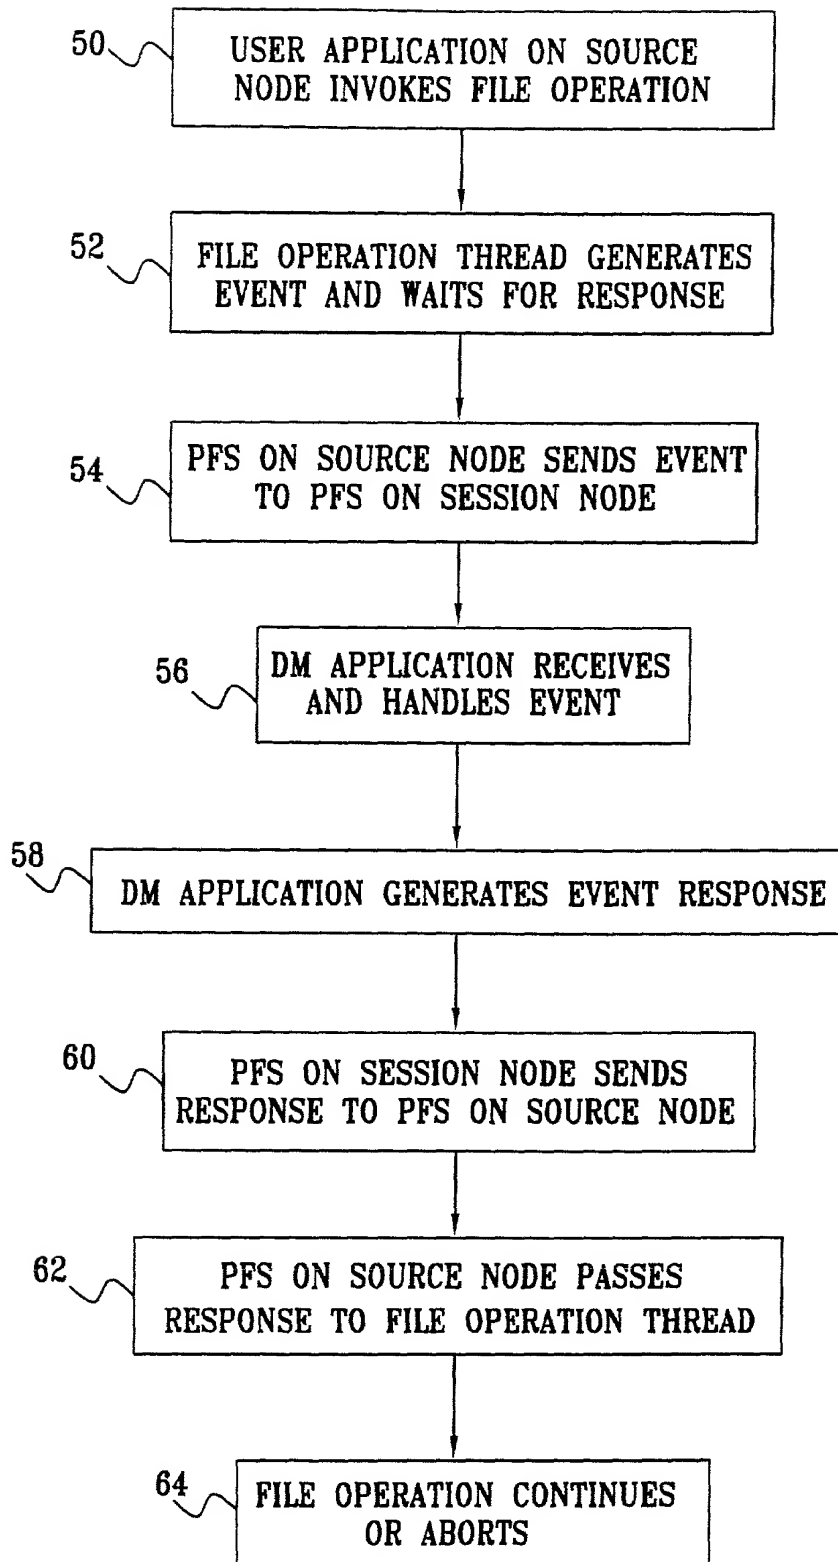 50
USER APPLICATION ON SOURCE
NODE INVOKES FILE OPERATION
52
FILE OPERATION THREAD GENERATES
EVENT AND WAITS FOR RESPONSE
54
PFS ON SOURCE NODE SENDS EVENT
TO PFS ON SESSION NODE
56
DM APPLICATION RECEIVES
AND HANDLES EVENT
58
DM APPLICATION GENERATES EVENT RESPONSE
60
PFS ON SESSION NODE SENDS
RESPONSE TO PFS ON SOURCE NODE
62
PFS ON SOURCE NODE PASSES
RESPONSE TO FILE OPERATION THREAD
64
FILE OPERATION CONTINUES
OR ABORTS